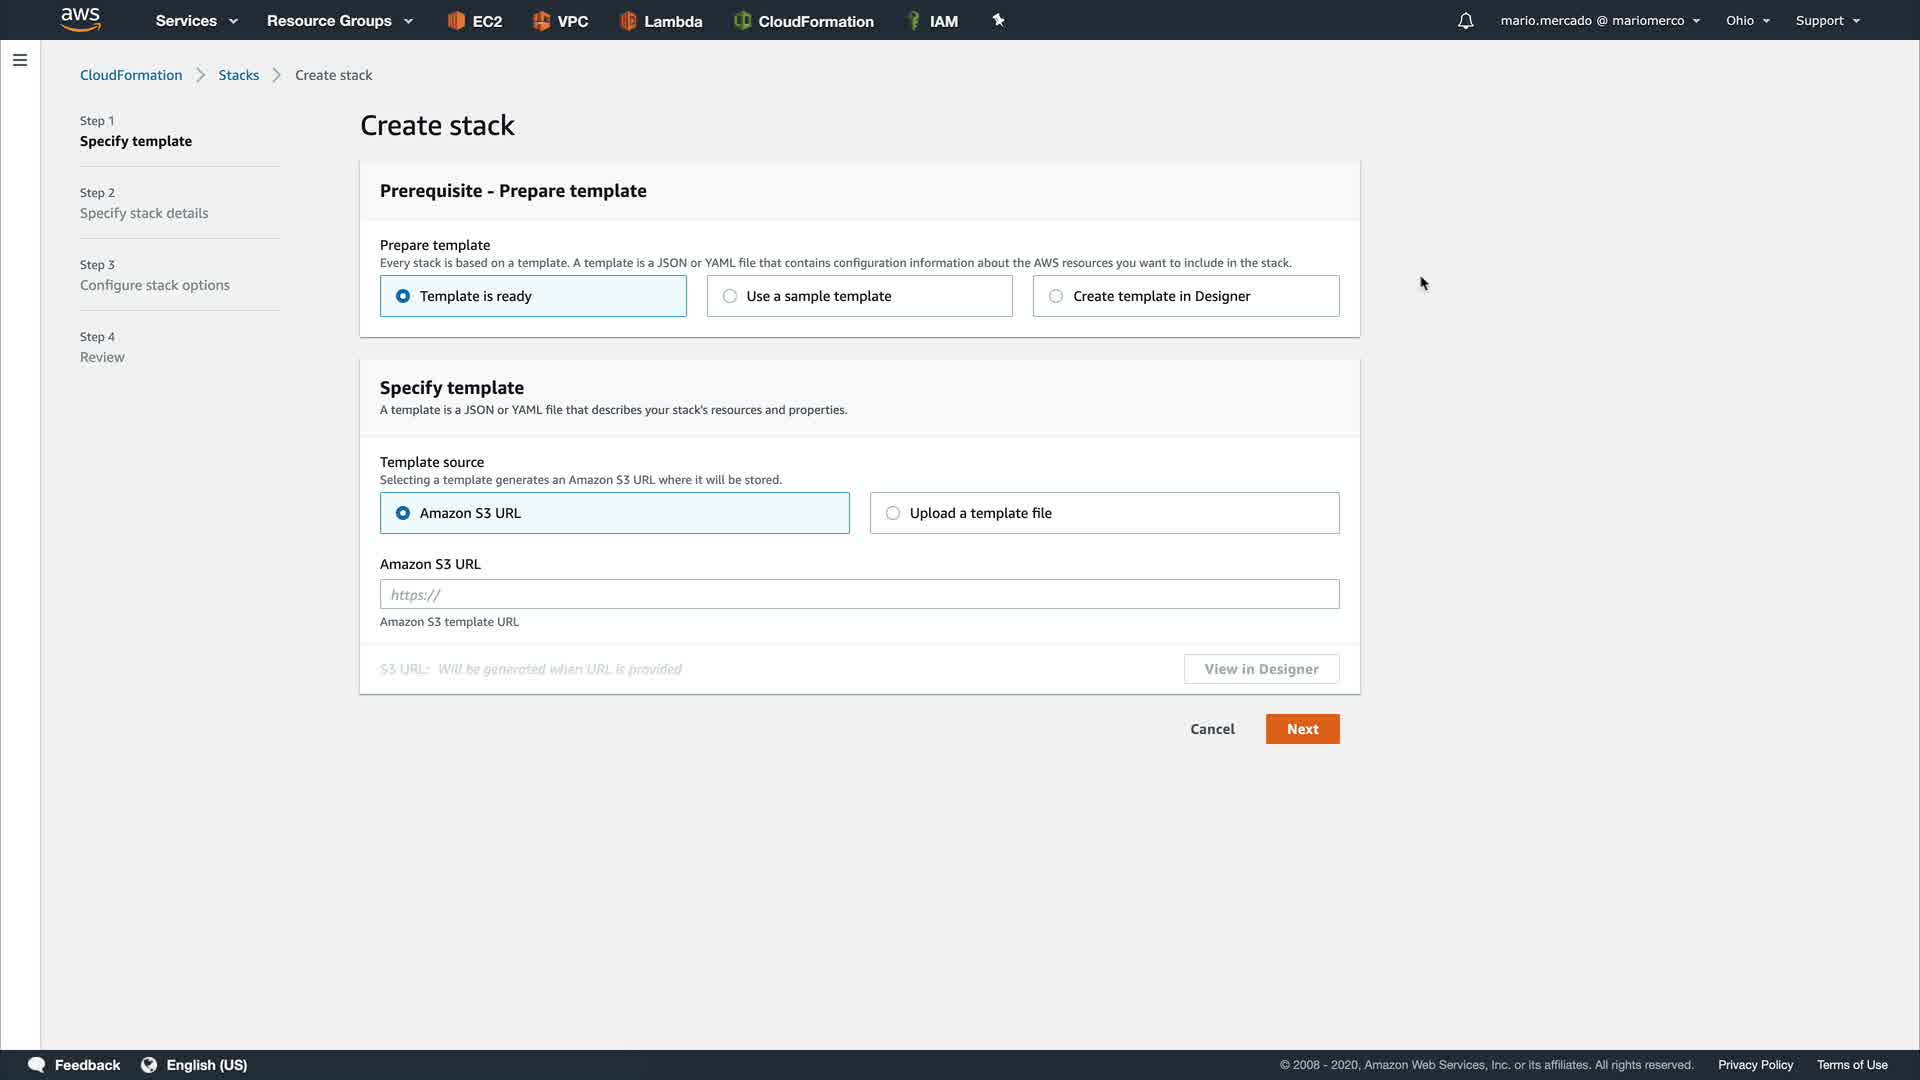 aws
Services
Resource Groups
EC2
VPC
Lambda
CloudFormation
IAM
mario.mercado @ mariomerco
Ohio
Support
CloudFormation
Stacks
Create stack
Step 1
Specify template
Step 2
Specify stack details
Step 3
Configure stack options
Step 4
Review
Create stack
Prerequisite - Prepare template
Prepare template
Every stack is based on a template. A template is a JSON or YAML file that contains configuration information about the AWS resources you want to include in the stack.
Template is ready
Use a sample template
Create template in Designer
Specify template
A template is a JSON or YAML file that describes your stack's resources and properties.
Template source
Selecting a template generates an Amazon S3 URL where it will be stored.
Amazon S3 URL
Upload a template file
Amazon S3 URL
https://
Amazon S3 template URL
S3 URL: Will be generated when URL is provided
View in Designer
Cancel
Next
Feedback
English (US)
© 2008 - 2020, Amazon Web Services, Inc. or its affiliates. All rights reserved.
Privacy Policy
Terms of Use